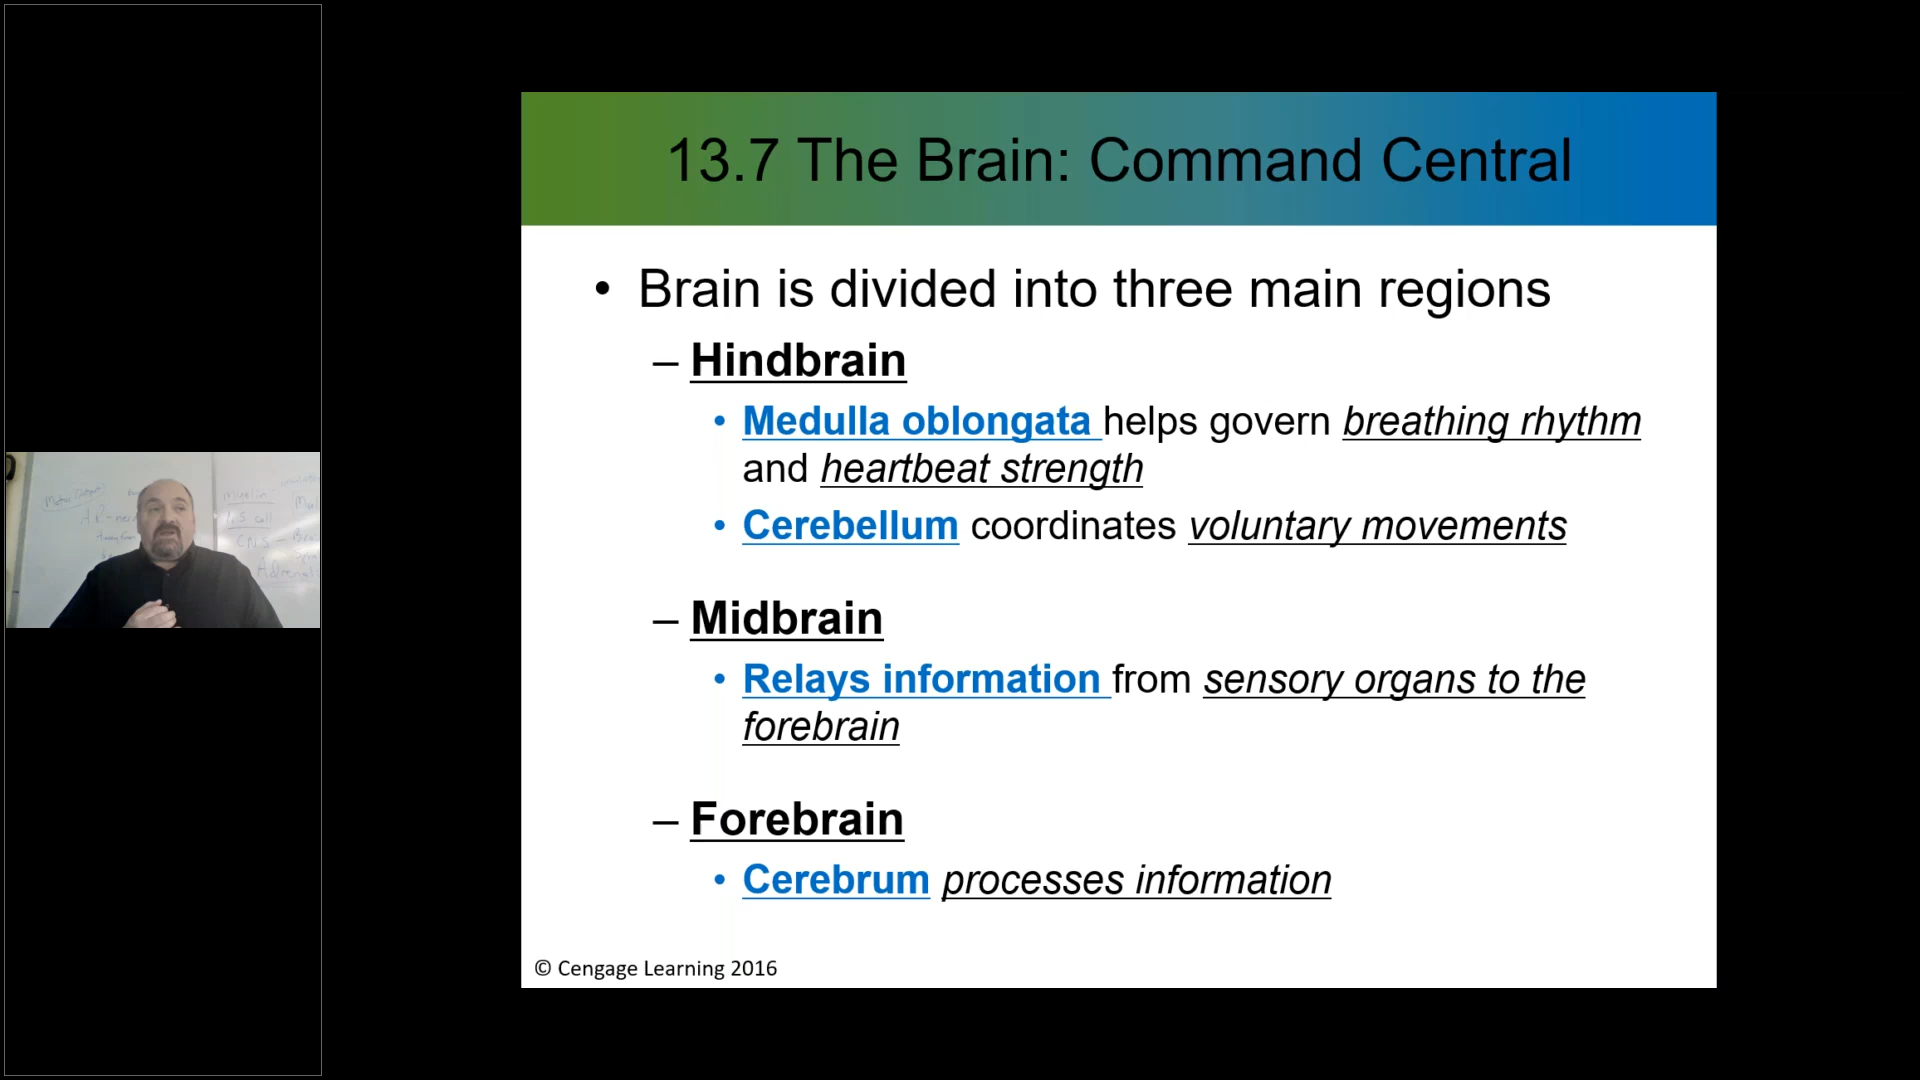 13.7 The Brain: Command Central
• Brain is divided into three main regions
– Hindbrain
• Medulla oblongata helps govern breathing rhythm
and heartbeat strength
• Cerebellum coordinates voluntary movements
– Midbrain
• Relays information from sensory organs to the
forebrain
– Forebrain
• Cerebrum processes information
© Cengage Learning 2016
CNS